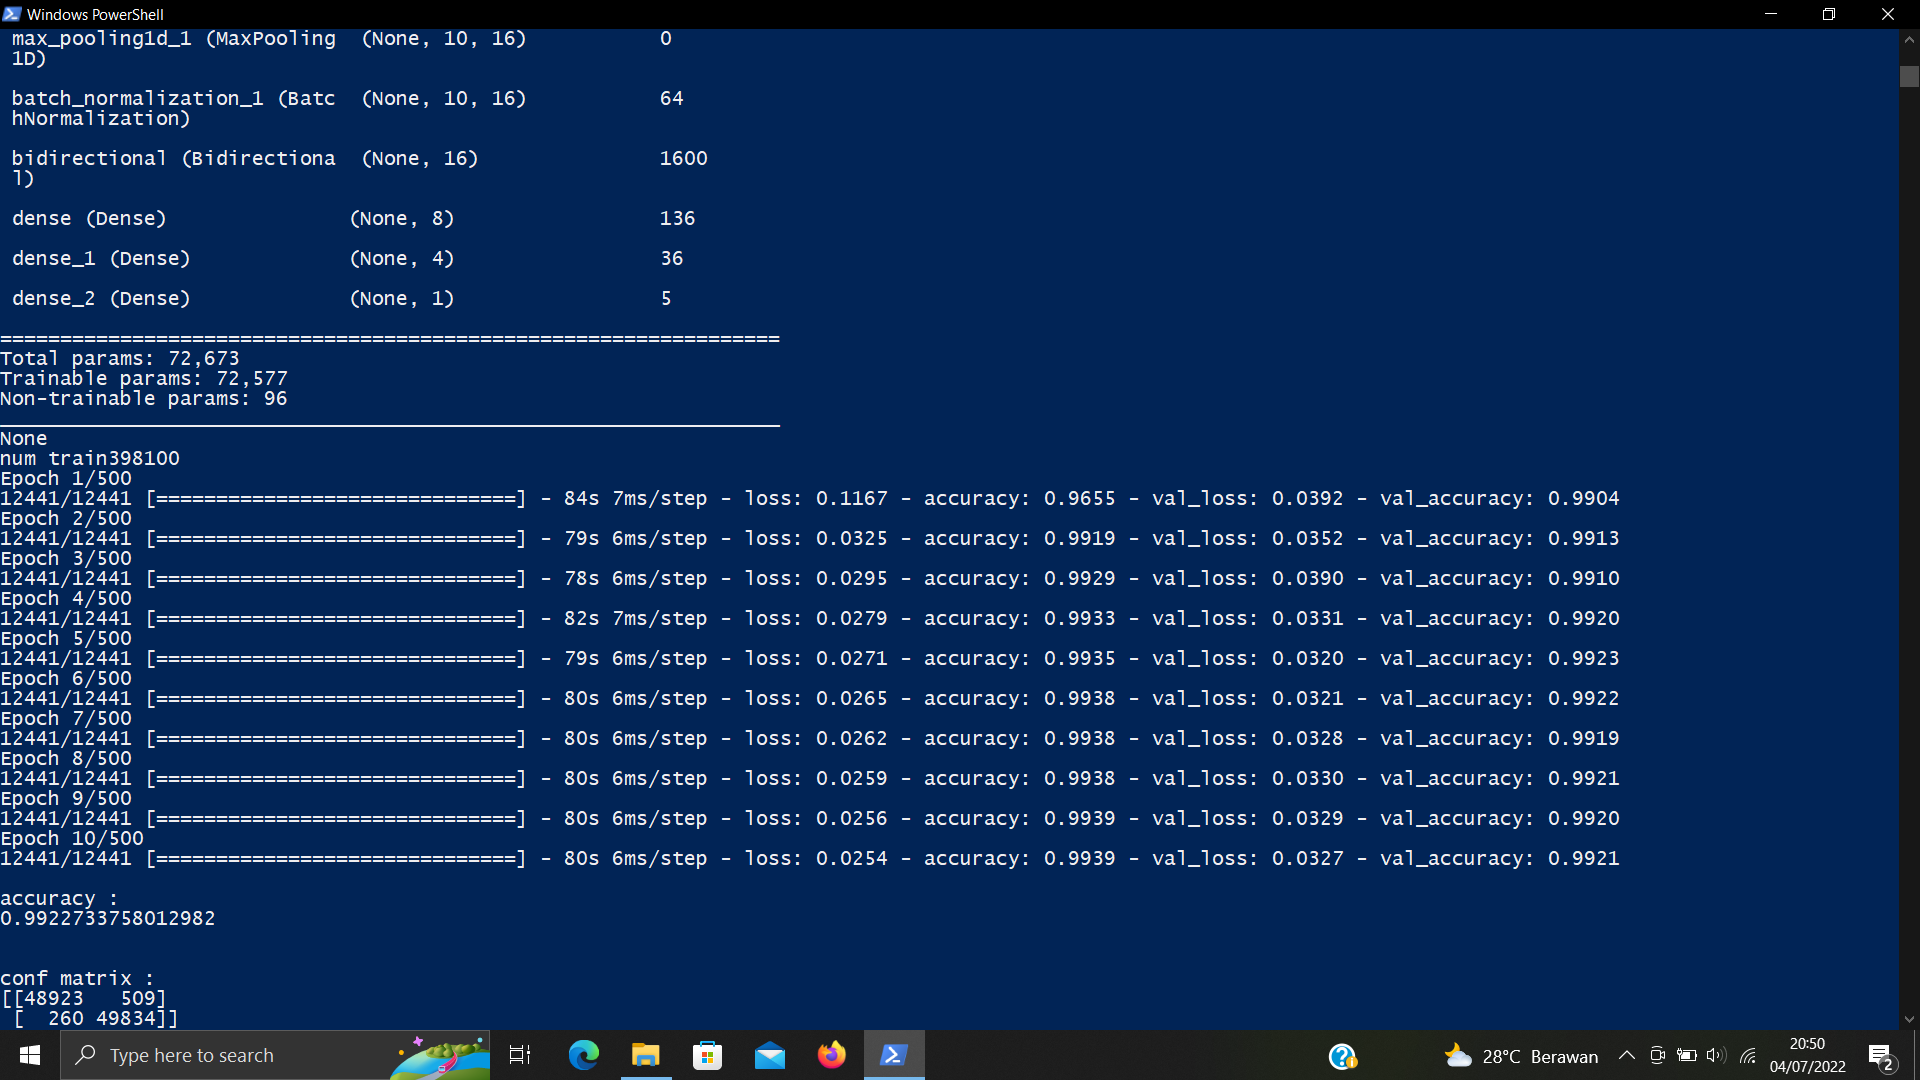 Windows PowerShell
max_pooling1d_1 (MaxPooling  (None, 10, 16)           0
1D)
batch_normalization_1 (Batc  (None, 10, 16)           64
hNormalization)
bidirectional (Bidirectiona  (None, 16)               1600
l)
dense (Dense)               (None, 8)                 136
dense_1 (Dense)             (None, 4)                 36
dense_2 (Dense)             (None, 1)                 5
=================================================================
Total params: 72,673
Trainable params: 72,577
Non-trainable params: 96
_________________________________________________________________
None
num train398100
Epoch 1/500
12441/12441 [==============================] - 84s 7ms/step - loss: 0.1167 - accuracy: 0.9655 - val_loss: 0.0392 - val_accuracy: 0.9904
Epoch 2/500
12441/12441 [==============================] - 79s 6ms/step - loss: 0.0325 - accuracy: 0.9919 - val_loss: 0.0352 - val_accuracy: 0.9913
Epoch 3/500
12441/12441 [==============================] - 78s 6ms/step - loss: 0.0295 - accuracy: 0.9929 - val_loss: 0.0390 - val_accuracy: 0.9910
Epoch 4/500
12441/12441 [==============================] - 82s 7ms/step - loss: 0.0279 - accuracy: 0.9933 - val_loss: 0.0331 - val_accuracy: 0.9920
Epoch 5/500
12441/12441 [==============================] - 79s 6ms/step - loss: 0.0271 - accuracy: 0.9935 - val_loss: 0.0320 - val_accuracy: 0.9923
Epoch 6/500
12441/12441 [==============================] - 80s 6ms/step - loss: 0.0265 - accuracy: 0.9938 - val_loss: 0.0321 - val_accuracy: 0.9922
Epoch 7/500
12441/12441 [==============================] - 80s 6ms/step - loss: 0.0262 - accuracy: 0.9938 - val_loss: 0.0328 - val_accuracy: 0.9919
Epoch 8/500
12441/12441 [==============================] - 80s 6ms/step - loss: 0.0259 - accuracy: 0.9938 - val_loss: 0.0330 - val_accuracy: 0.9921
Epoch 9/500
12441/12441 [==============================] - 80s 6ms/step - loss: 0.0256 - accuracy: 0.9939 - val_loss: 0.0329 - val_accuracy: 0.9920
Epoch 10/500
12441/12441 [==============================] - 80s 6ms/step - loss: 0.0254 - accuracy: 0.9939 - val_loss: 0.0327 - val_accuracy: 0.9921
accuracy :
0.9922733758012982
conf matrix :
[[48923   509]
 [  260 49834]]
Type here to search
28°C Berawan
20:50
04/07/2022
2